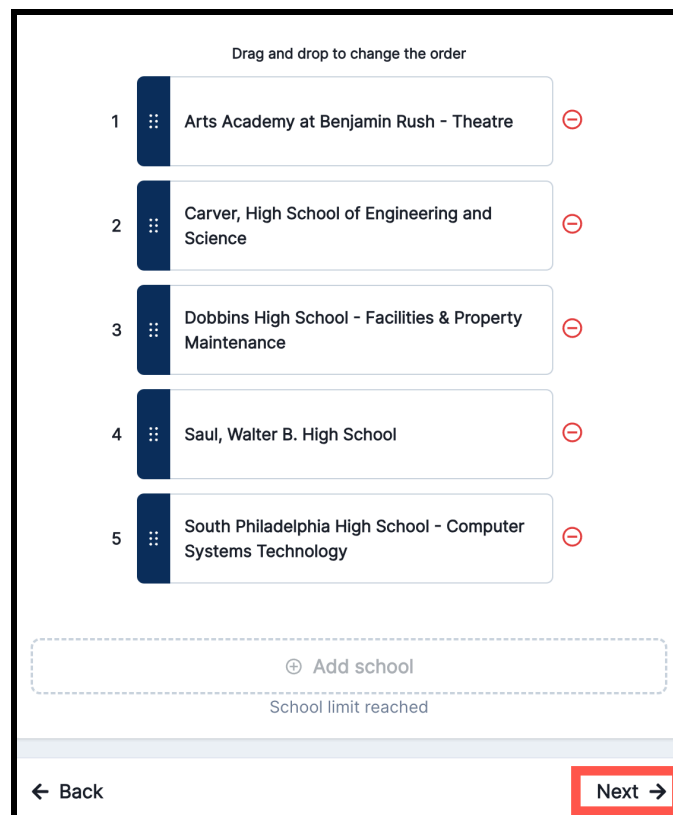 Drag and drop to change the order
1 Arts Academy at Benjamin Rush - Theatre
2 Carver, High School of Engineering and
Science
3 Dobbins High School - Facilities & Property
Maintenance
4 Saul, Walter B. High School
5 South Philadelphia High School - Computer
Systems Technology
Add school
School limit reached
Back
Next